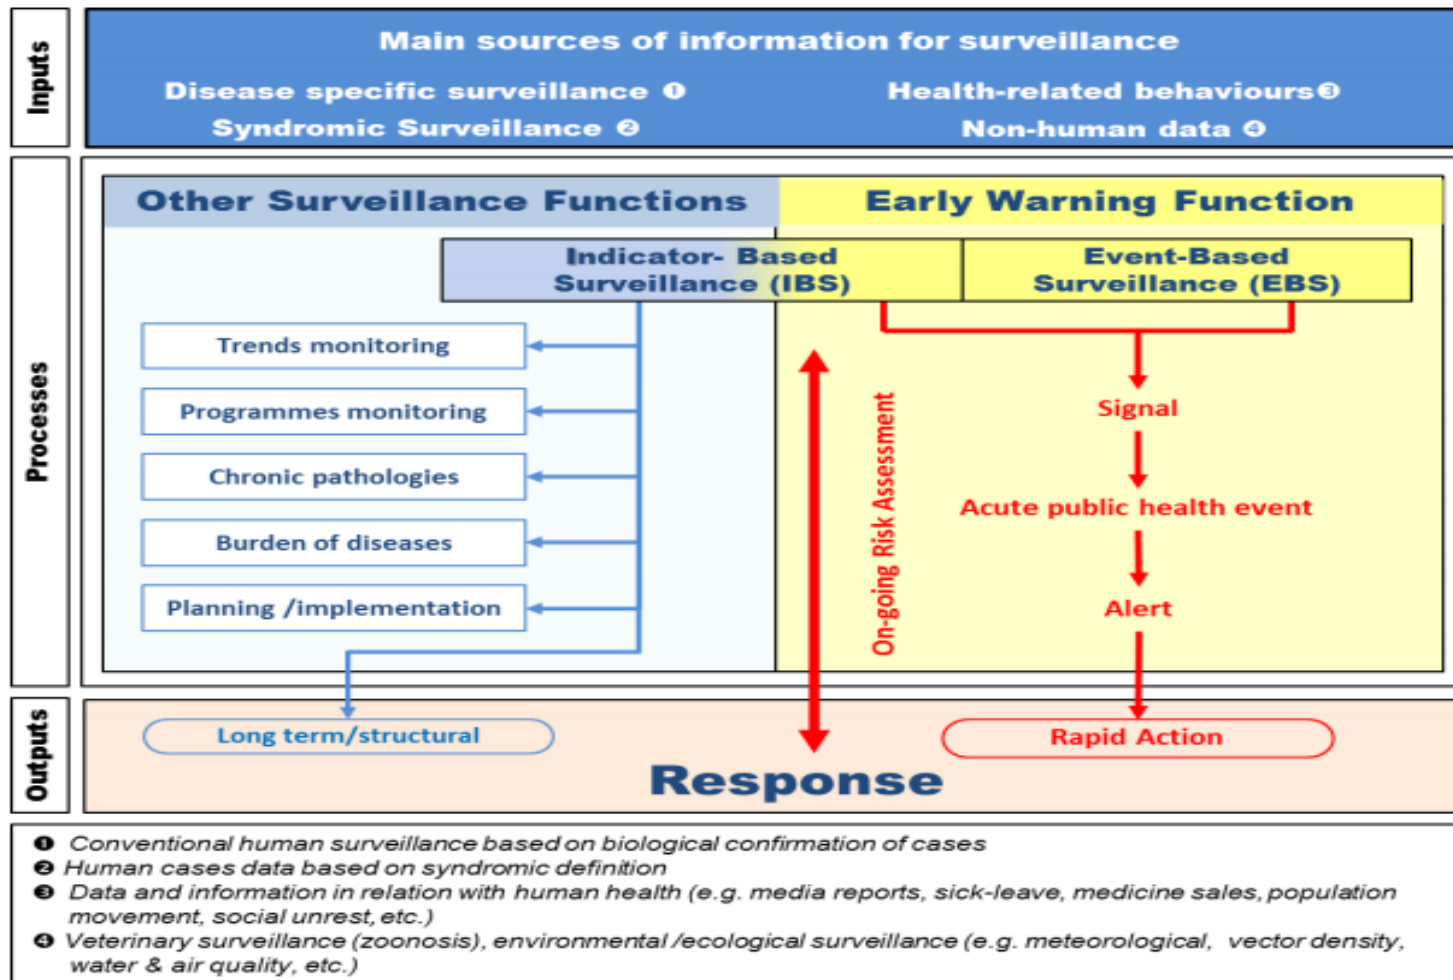 Inputs
Main sources of information for surveillance
Disease specific surveillance ❶
Health-related behaviours❸
Syndromic Surveillance ❷
Non-human data ❹
Processes
Other Surveillance Functions
Early Warning Function
Indicator- Based
Surveillance (IBS)
Event-Based
Surveillance (EBS)
Trends monitoring
Programmes monitoring
Chronic pathologies
Burden of diseases
Planning /implementation
On-going Risk Assessment
Signal
Acute public health event
Alert
Outputs
Long term/structural
Rapid Action
Response
❶ Conventional human surveillance based on biological confirmation of cases
❷ Human cases data based on syndromic definition
❸ Data and information in relation with human health (e.g. media reports, sick-leave, medicine sales, population
movement, social unrest, etc.)
❹ Veterinary surveillance (zoonosis), environmental /ecological surveillance (e.g. meteorological, vector density,
water & air quality, etc.)